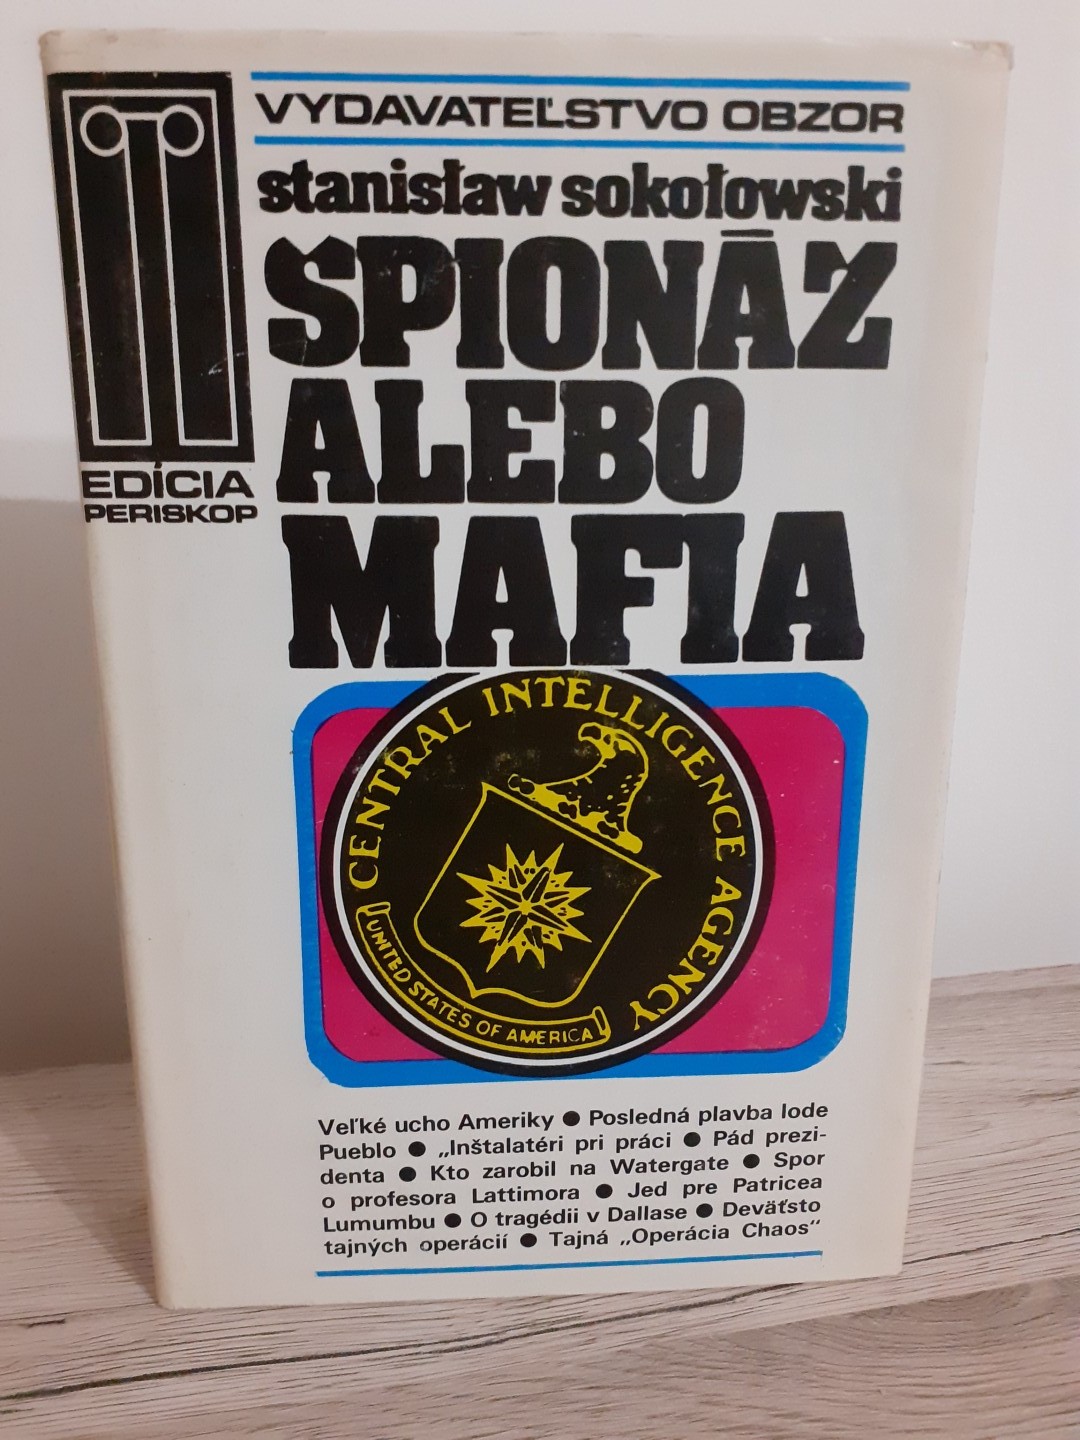 VYDAVATEĽSTVO OBZOR
stanisław sokołowski
ŠPIONÁŽ
ALEBO
MAFIA
EDÍCIA
PERISKOP
CENTRAL INTELLIGENCE AGENCY
UNITED STATES OF AMERICA
Veľké ucho Ameriky ● Posledná plavba lode
Pueblo ● „Inštalatéri pri práci ● Pád prezi-
denta ● Kto zarobil na Watergate ● Spor
o profesora Lattimora ● Jed pre Patricea
Lumumbu ● O tragédii v Dallase ● Deväťsto
tajných operácií ● Tajná „Operácia Chaos“